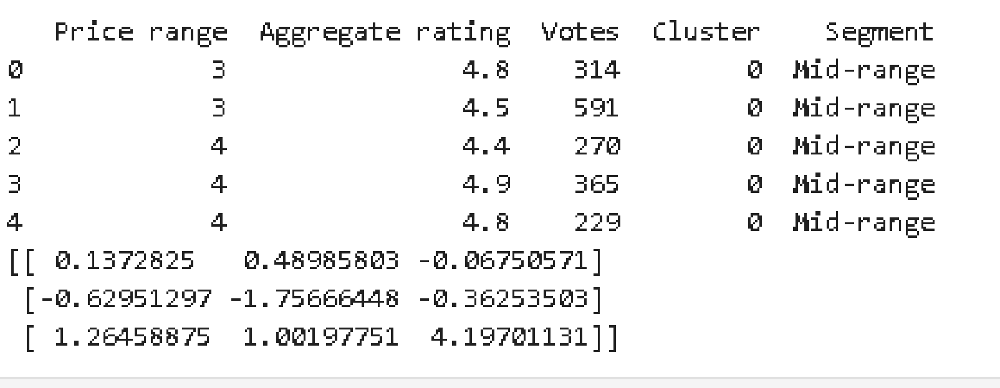 Price range  Aggregate rating  Votes  Cluster    Segment
0            3               4.8    314        0  Mid-range
1            3               4.5    591        0  Mid-range
2            4               4.4    270        0  Mid-range
3            4               4.9    365        0  Mid-range
4            4               4.8    229        0  Mid-range
[[ 0.1372825   0.48985803 -0.06750571]
 [-0.62951297 -1.75666448 -0.36253503]
 [ 1.26458875  1.00197751  4.19701131]]